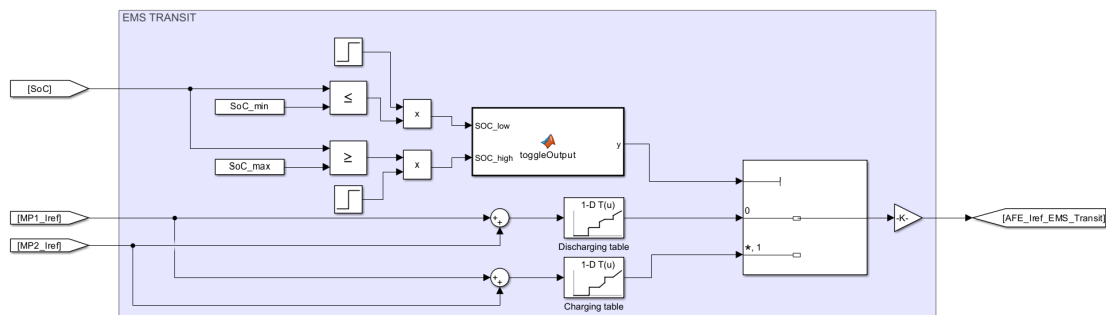 EMS TRANSIT
[SoC]
SoC_min
≤
x
SoC_max
≥
x
SOC_low
SOC_high
y
toggleOutput
[MP1_Iref]
[MP2_Iref]
+
+
1-D T(u)
Discharging table
+
+
1-D T(u)
Charging table
0
*, 1
-K-
[AFE_Iref_EMS_Transit]